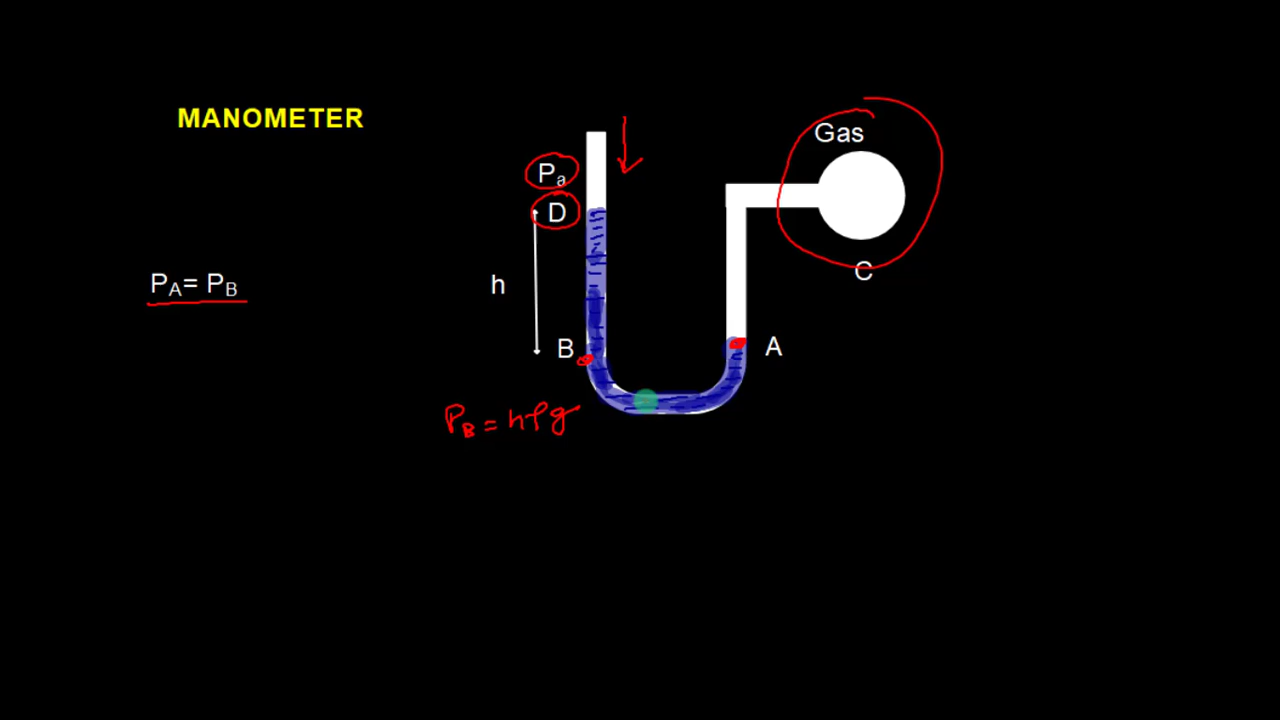 MANOMETER
Gas
Pa
D
C
h
PA= PB
B
A
PB = hρg